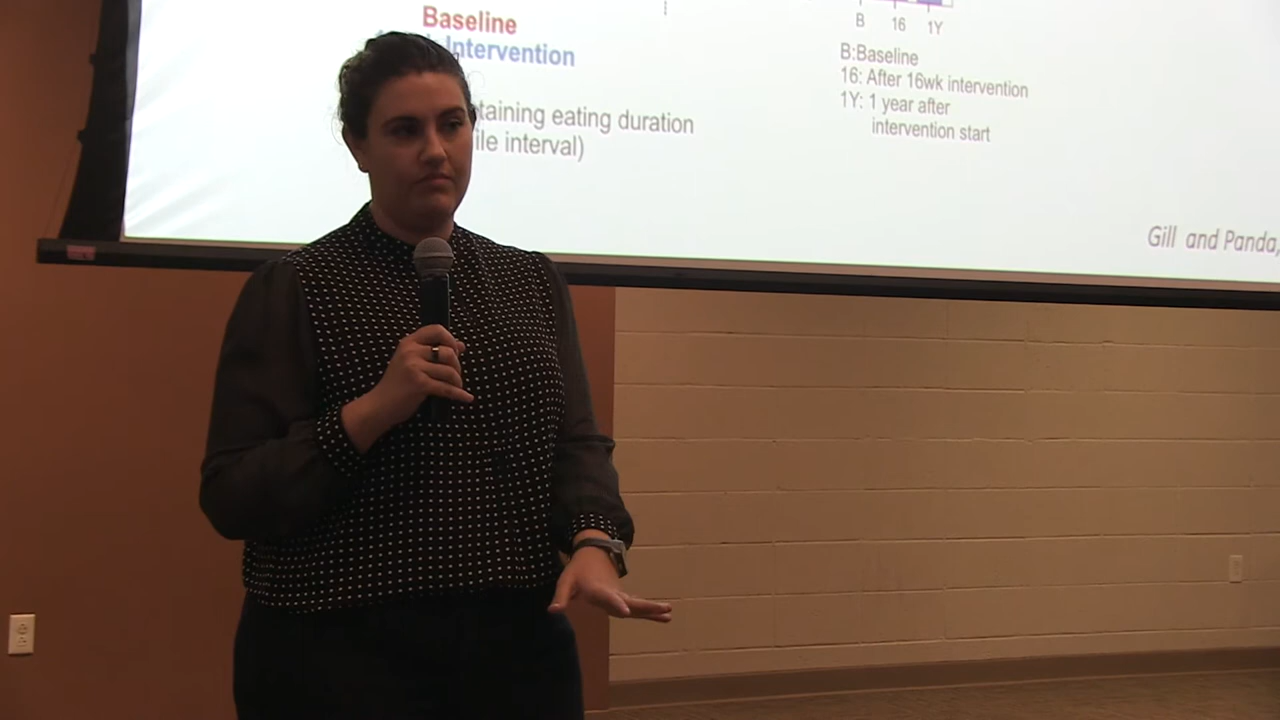 Baseline
Intervention
taining eating duration
ile interval)
B 16 1Y
B:Baseline
16: After 16wk intervention
1Y: 1 year after
intervention start
Gill and Panda,